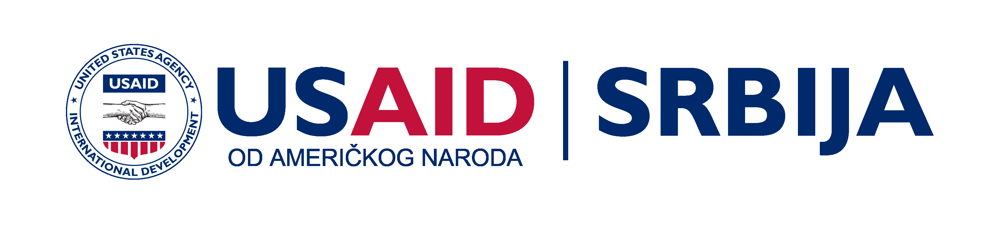 UNITED STATES AGENCY
INTERNATIONAL DEVELOPMENT
USAID
USAID
OD AMERIČKOG NARODA
SRBIJA